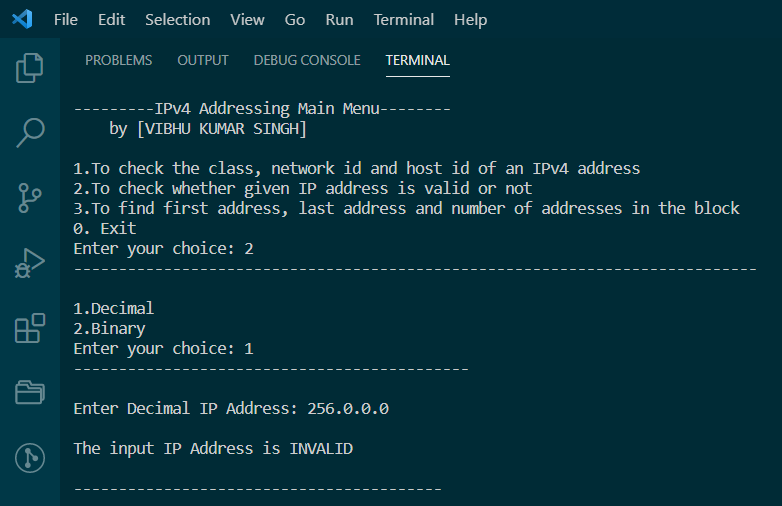 File Edit Selection View Go Run Terminal Help
PROBLEMS OUTPUT DEBUG CONSOLE TERMINAL
---------IPv4 Addressing Main Menu--------
by [VIBHU KUMAR SINGH]
1.To check the class, network id and host id of an IPv4 address
2.To check whether given IP address is valid or not
3.To find first address, last address and number of addresses in the block
0. Exit
Enter your choice: 2
----------------------------------------------------------------------------
1.Decimal
2.Binary
Enter your choice: 1
--------------------------------------------
Enter Decimal IP Address: 256.0.0.0
The input IP Address is INVALID
-----------------------------------------